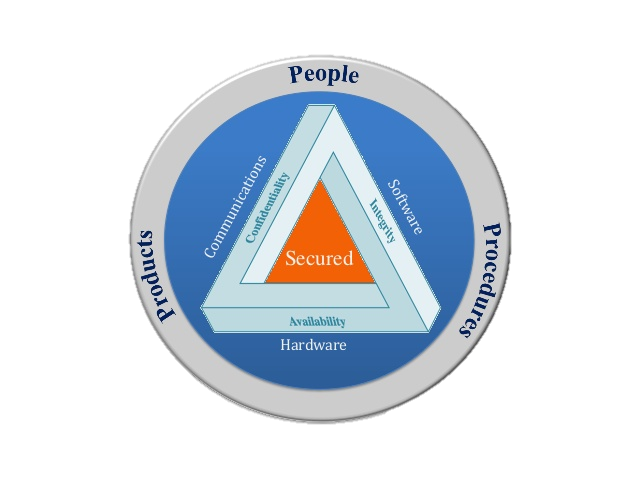 People
Communications
Confidentiality
Integrity
Software
Secured
Products
Procedures
Availability
Hardware